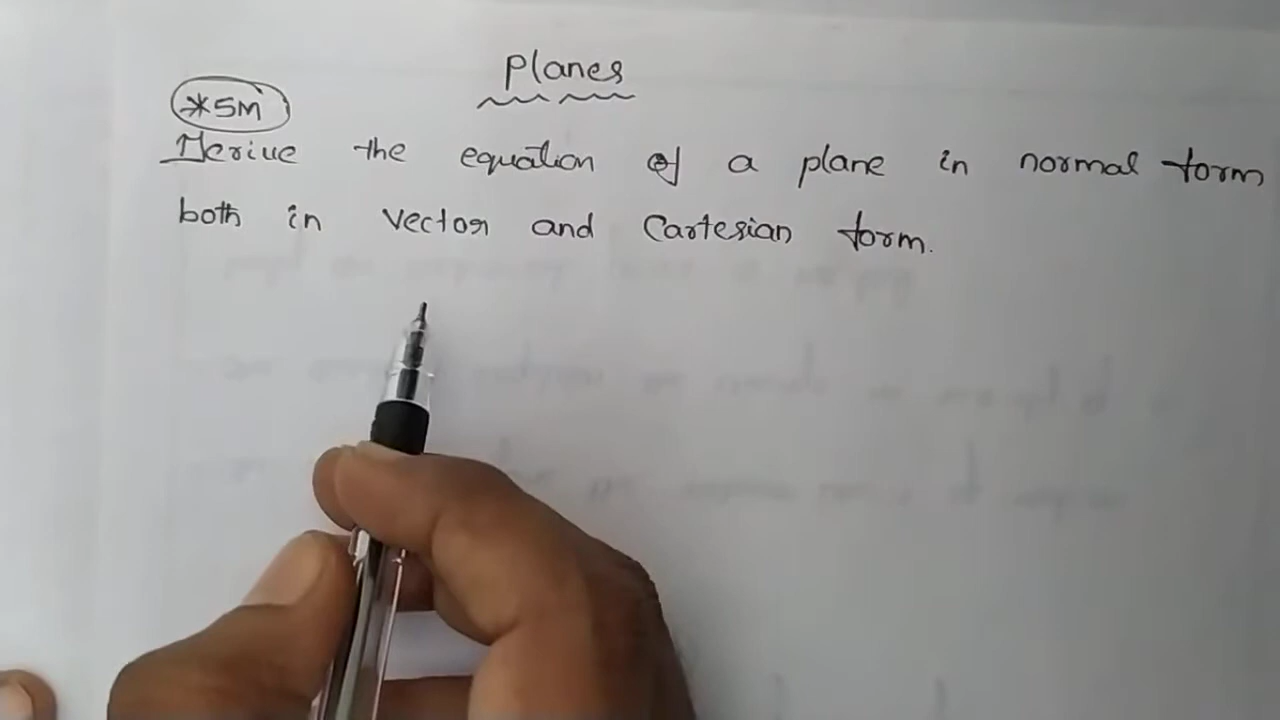 Planes
*5M
Derive the equation of a plane in normal form
both in vector and Cartesian form.